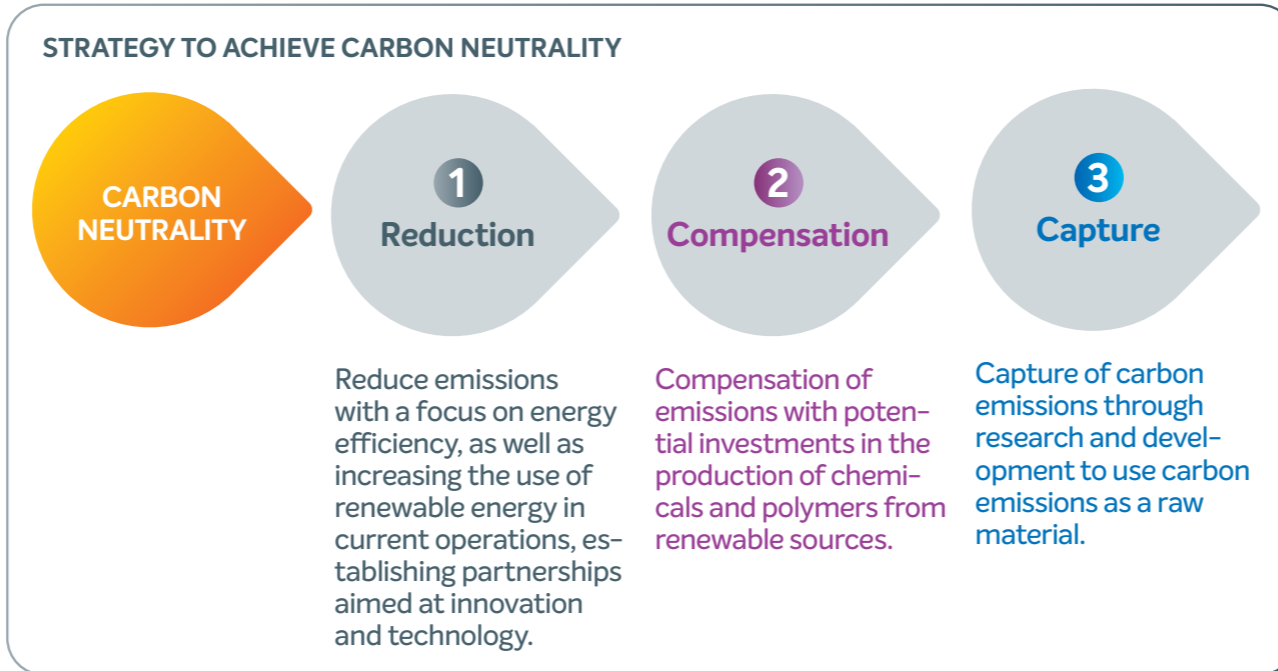 STRATEGY TO ACHIEVE CARBON NEUTRALITY
CARBON
NEUTRALITY
1
Reduction
Reduce emissions
with a focus on energy
efficiency, as well as
increasing the use of
renewable energy in
current operations, es-
tablishing partnerships
aimed at innovation
and technology.
2
Compensation
Compensation of
emissions with poten-
tial investments in the
production of chemi-
cals and polymers from
renewable sources.
3
Capture
Capture of carbon
emissions through
research and devel-
opment to use carbon
emissions as a raw
material.